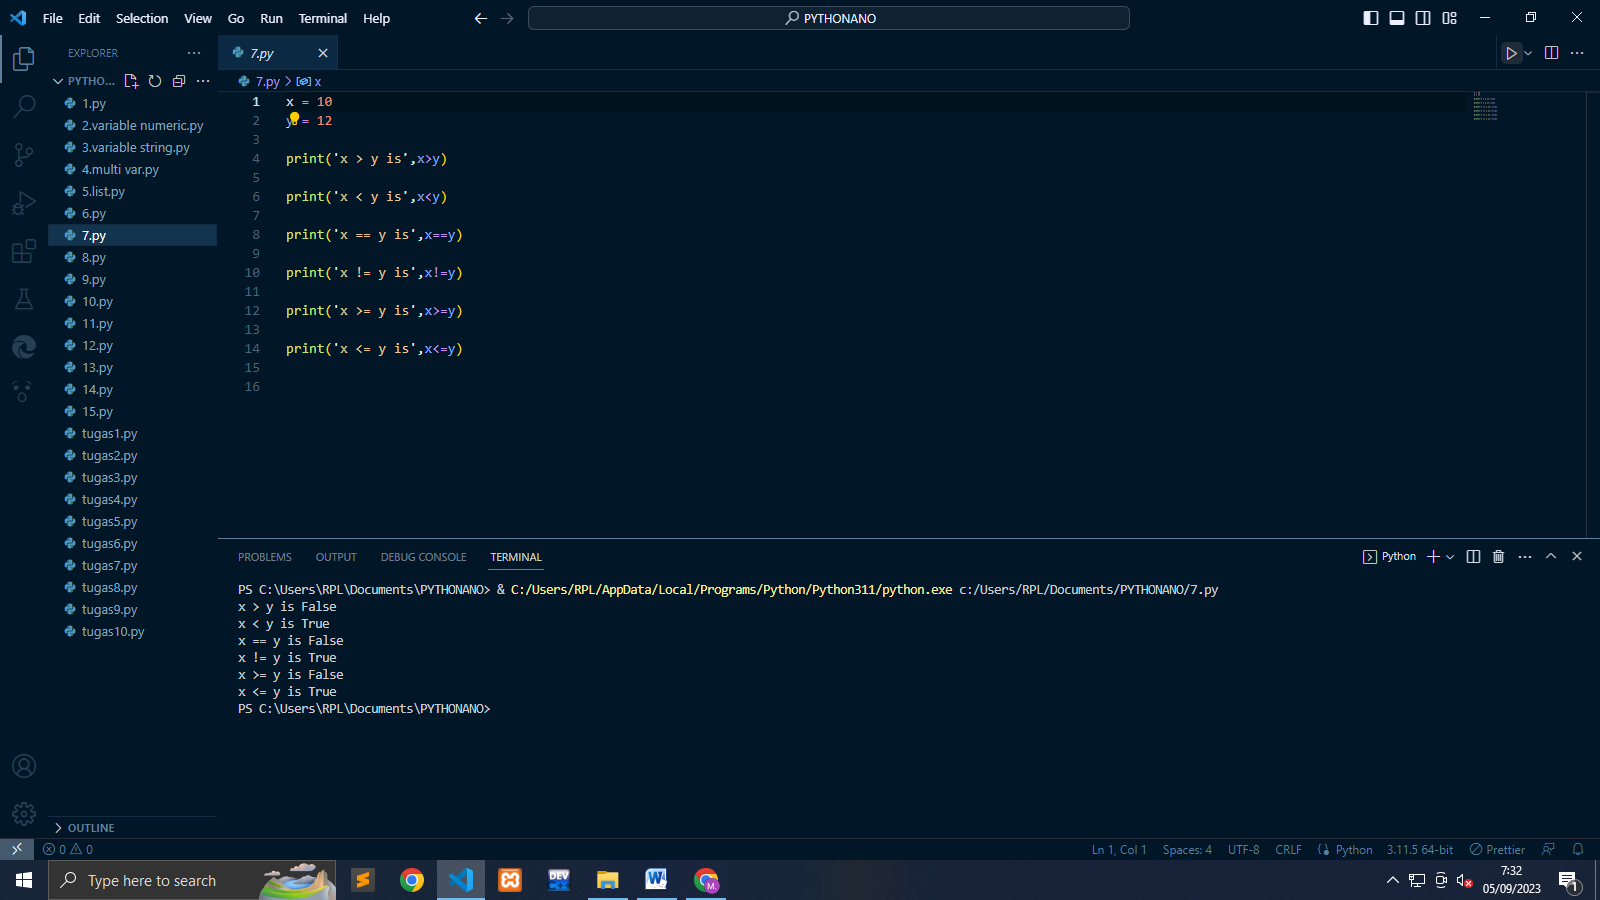 File Edit Selection View Go Run Terminal Help
PYTHONANO
EXPLORER
7.py
PYTHO...
7.py > x
1.py
2.variable numeric.py
3.variable string.py
4.multi var.py
5.list.py
6.py
7.py
8.py
9.py
10.py
11.py
12.py
13.py
14.py
15.py
tugas1.py
tugas2.py
tugas3.py
tugas4.py
tugas5.py
tugas6.py
tugas7.py
tugas8.py
tugas9.py
tugas10.py
OUTLINE
1 x = 10
2 y = 12
3
4 print('x > y is',x>y)
5
6 print('x < y is',x<y)
7
8 print('x == y is',x==y)
9
10 print('x != y is',x!=y)
11
12 print('x >= y is',x>=y)
13
14 print('x <= y is',x<=y)
15
16
PROBLEMS OUTPUT DEBUG CONSOLE TERMINAL
Python
PS C:\Users\RPL\Documents\PYTHONANO> & C:/Users/RPL/AppData/Local/Programs/Python/Python311/python.exe c:/Users/RPL/Documents/PYTHONANO/7.py
x > y is False
x < y is True
x == y is False
x != y is True
x >= y is False
x <= y is True
PS C:\Users\RPL\Documents\PYTHONANO>
0 0
Ln 1, Col 1 Spaces: 4 UTF-8 CRLF Python 3.11.5 64-bit Prettier
Type here to search
DEV
M
7:32
05/09/2023
1